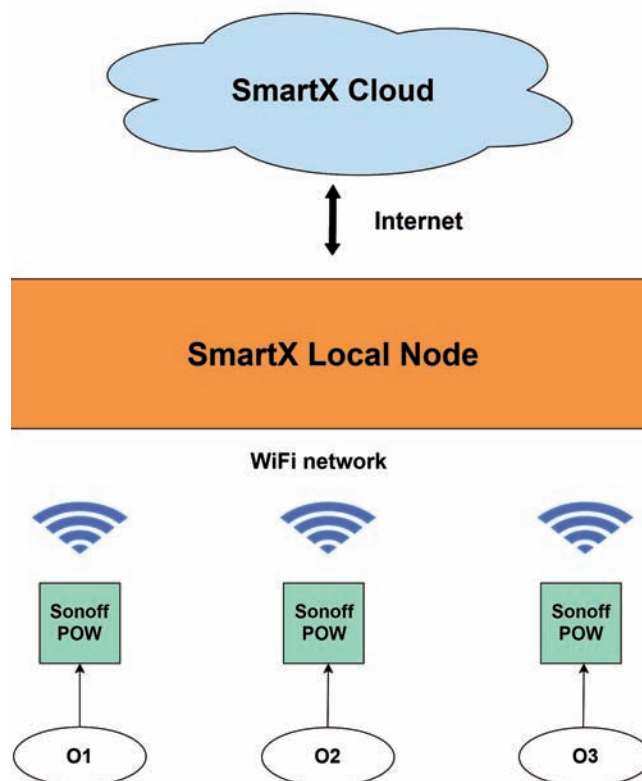 SmartX Cloud
Internet
SmartX Local Node
WiFi network
Sonoff
POW
Sonoff
POW
Sonoff
POW
O1
O2
O3